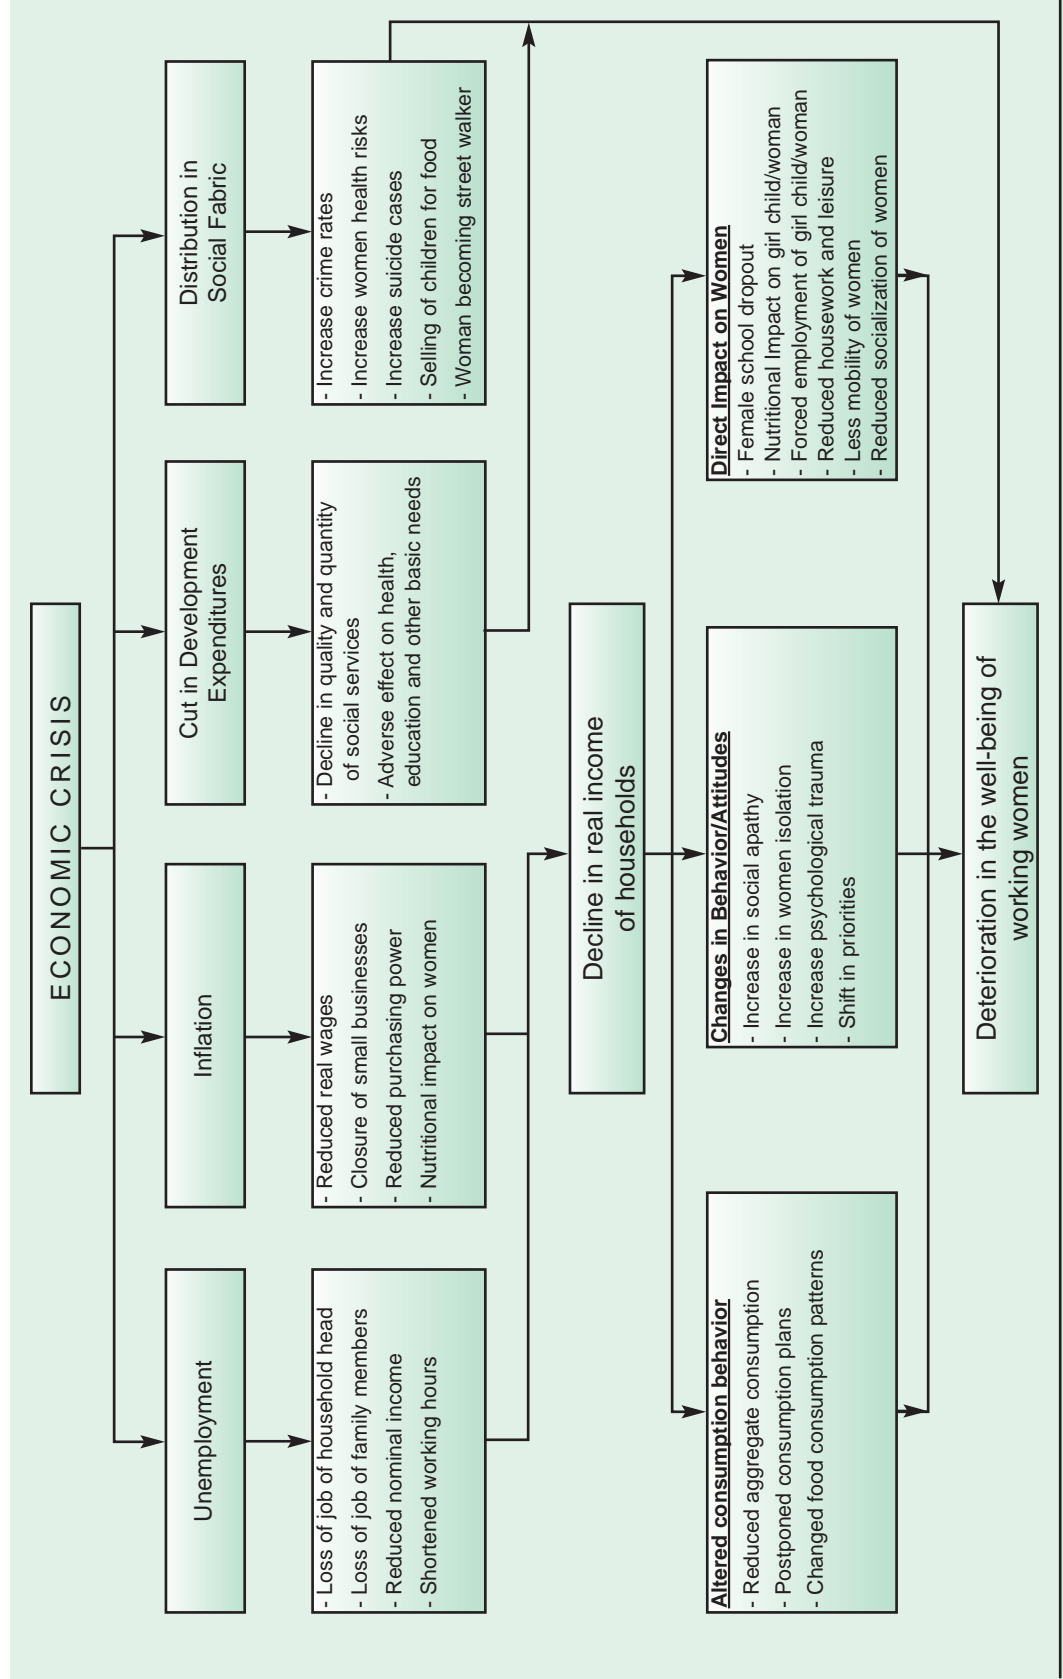 ECONOMIC CRISIS
Unemployment
Inflation
Cut in Development
Expenditures
Distribution in
Social Fabric
- Loss of job of household head
- Loss of job of family members
- Reduced nominal income
- Shortened working hours
- Reduced real wages
- Closure of small businesses
- Reduced purchasing power
- Nutritional impact on women
- Decline in quality and quantity
of social services
- Adverse effect on health,
education and other basic needs
- Increase crime rates
- Increase women health risks
- Increase suicide cases
- Selling of children for food
- Woman becoming street walker
Decline in real income
of households
Altered consumption behavior
- Reduced aggregate consumption
- Postponed consumption plans
- Changed food consumption patterns
Changes in Behavior/Attitudes
- Increase in social apathy
- Increase in women isolation
- Increase psychological trauma
- Shift in priorities
Direct Impact on Women
- Female school dropout
- Nutritional Impact on girl child/woman
- Forced employment of girl child/woman
- Reduced housework and leisure
- Less mobility of women
- Reduced socialization of women
Deterioration in the well-being of
working women